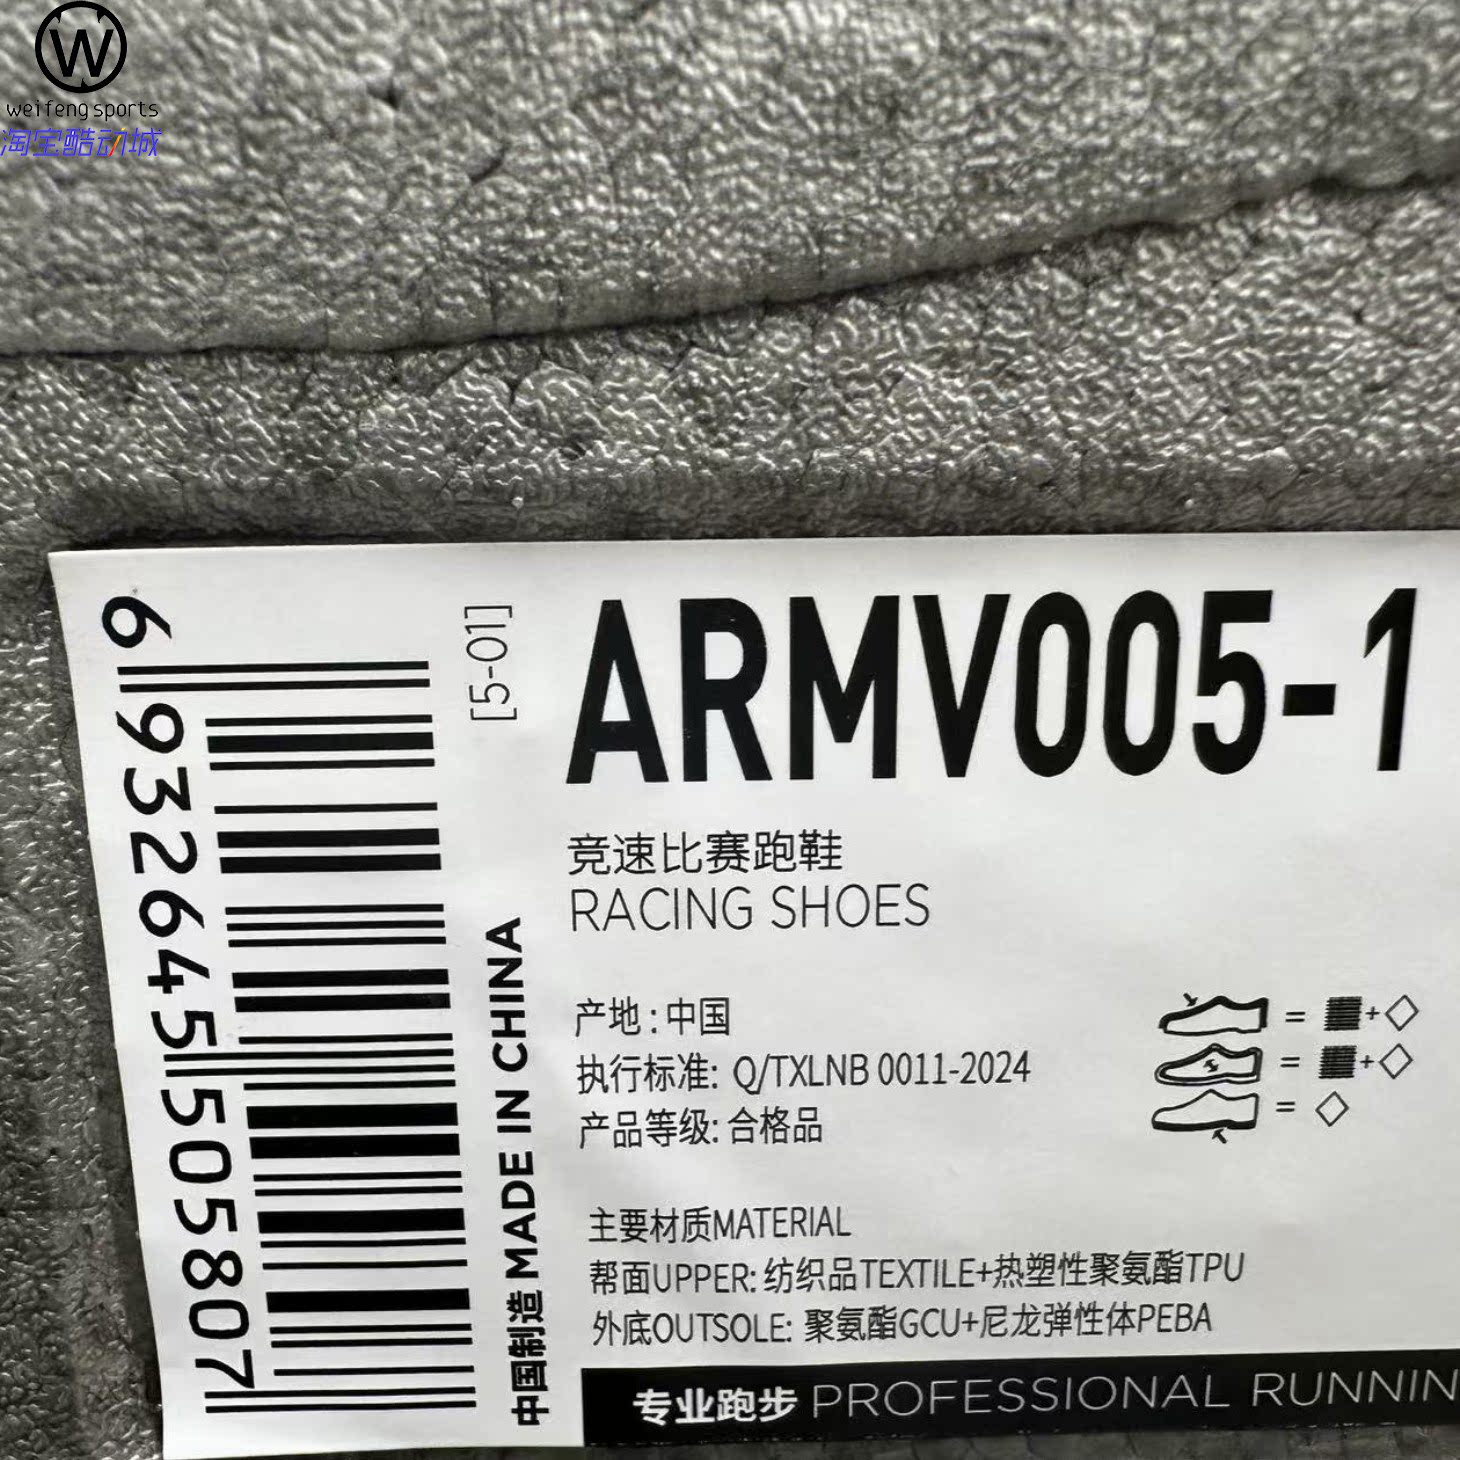 W
weifeng sports
淘宝酷动城
6932645505807
[5-01]
中国制造 MADE IN CHINA
ARMV005-1
竞速比赛跑鞋
RACING SHOES
产地:中国
执行标准: Q/TXLNB 0011-2024
产品等级: 合格品
= +
= +
=
主要材质MATERIAL
帮面UPPER: 纺织品TEXTILE+热塑性聚氨酯TPU
外底OUTSOLE: 聚氨酯GCU+尼龙弹性体PEBA
专业跑步 PROFESSIONAL RUNNIN